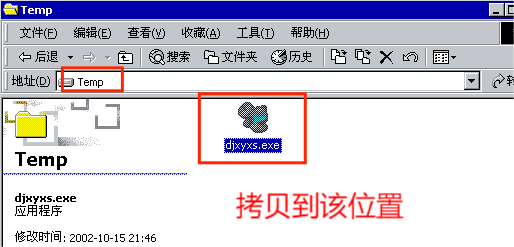 Temp
文件(F) 编辑(E) 查看(V) 收藏(A) 工具(T) 帮助(H)
后退 搜索 文件夹 历史
地址(D) Temp 转
djxyxs.exe
Temp
djxyxs.exe
应用程序
拷贝到该位置
修改时间: 2002-10-15 21:46